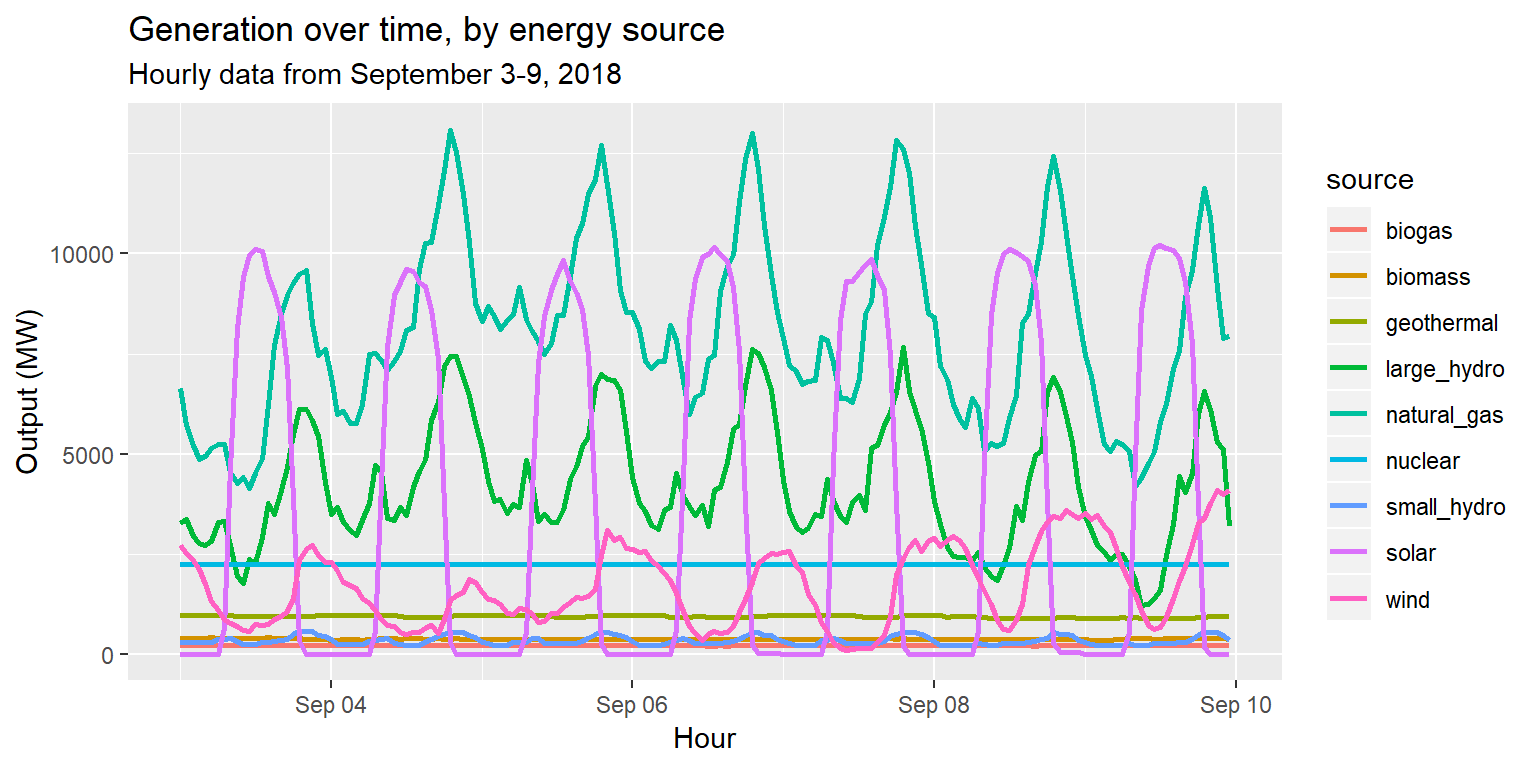 Generation over time, by energy source
Hourly data from September 3-9, 2018
Output (MW)
10000
5000
0
Sep 04
Sep 06
Sep 08
Sep 10
Hour
source
biogas
biomass
geothermal
large_hydro
natural_gas
nuclear
small_hydro
solar
wind